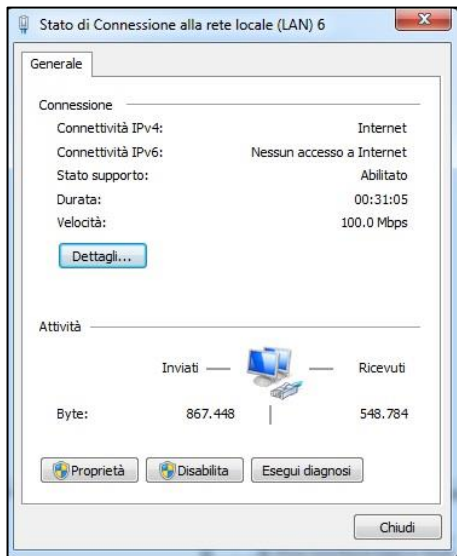 Stato di Connessione alla rete locale (LAN) 6
Generale
Connessione
Connettività IPv4: Internet
Connettività IPv6: Nessun accesso a Internet
Stato supporto: Abilitato
Durata: 00:31:05
Velocità: 100.0 Mbps
Dettagli...
Attività
Inviati Ricevuti
Byte: 867.448 548.784
Proprietà Disabilita Esegui diagnosi
Chiudi